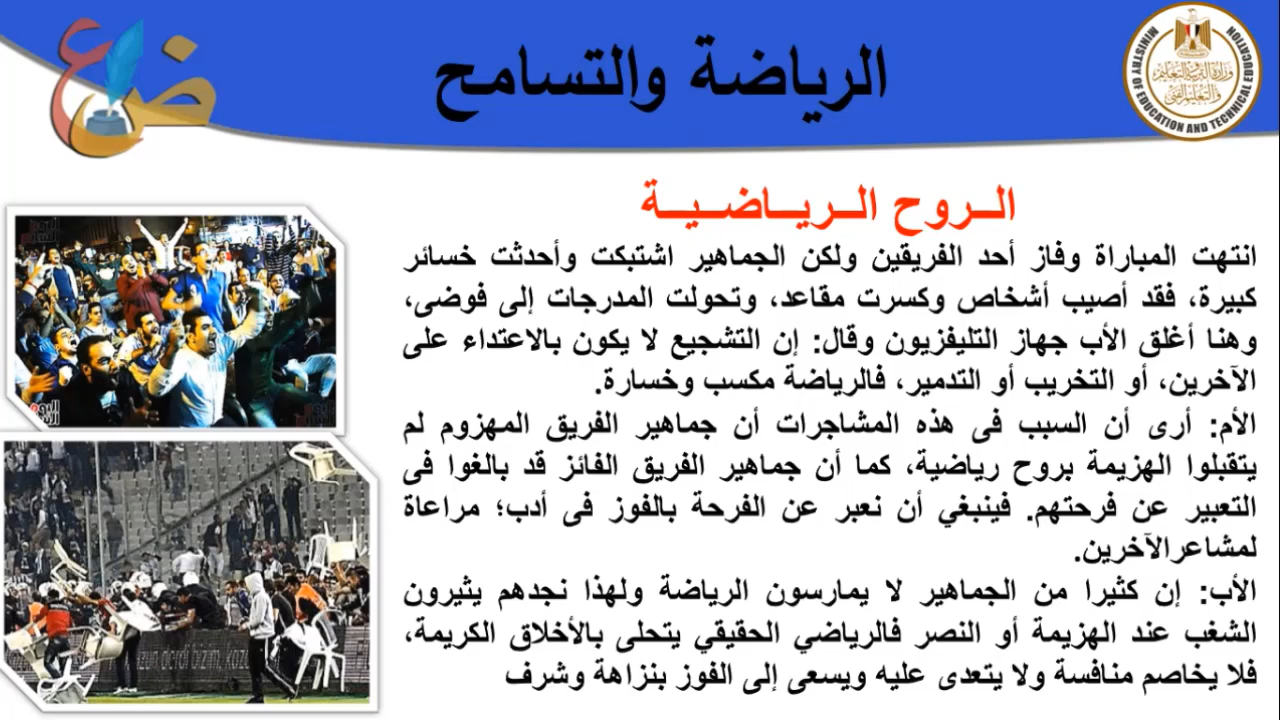 الرياضة والتسامح
وزارة التربية والتعليم
والتعليم الفنى
MINISTRY OF EDUCATION AND TECHNICAL EDUCATION
الــروح الــريــاضــيــة
انتهت المباراة وفاز أحد الفريقين ولكن الجماهير اشتبكت وأحدثت خسائر
كبيرة، فقد أصيب أشخاص وكسرت مقاعد، وتحولت المدرجات إلى فوضى،
وهنا أغلق الأب جهاز التليفزيون وقال: إن التشجيع لا يكون بالاعتداء على
الآخرين، أو التخريب أو التدمير، فالرياضة مكسب وخسارة.
الأم: أرى أن السبب فى هذه المشاجرات أن جماهير الفريق المهزوم لم
يتقبلوا الهزيمة بروح رياضية، كما أن جماهير الفريق الفائز قد بالغوا فى
التعبير عن فرحتهم. فينبغي أن نعبر عن الفرحة بالفوز فى أدب؛ مراعاة
لمشاعرالآخرين.
الأب: إن كثيرا من الجماهير لا يمارسون الرياضة ولهذا نجدهم يثيرون
الشغب عند الهزيمة أو النصر فالرياضي الحقيقي يتحلى بالأخلاق الكريمة،
فلا يخاصم منافسة ولا يتعدى عليه ويسعى إلى الفوز بنزاهة وشرف